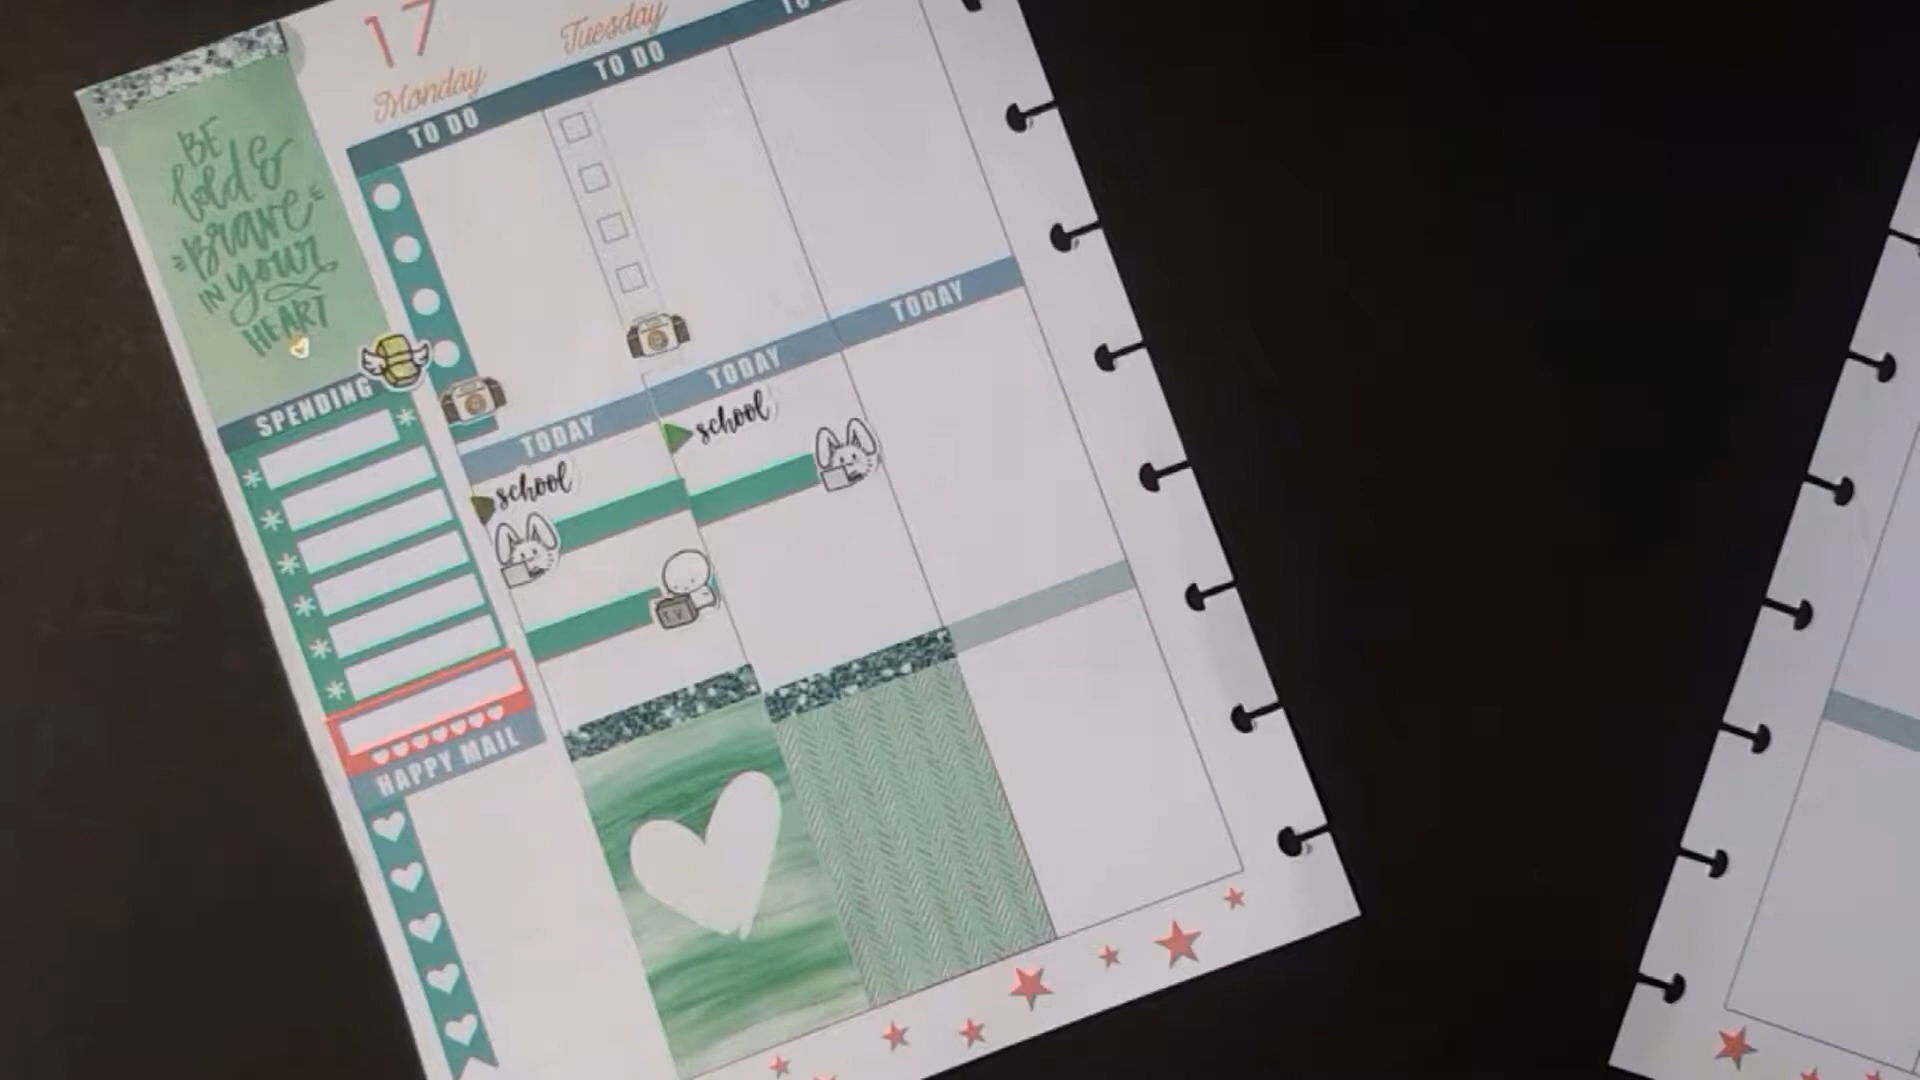 17
Monday
Tuesday
TO DO
TO DO
BE
bold &
BRAVE
IN your
HEART
SPENDING
TODAY
TODAY
TODAY
school
school
T.V.
HAPPY MAIL